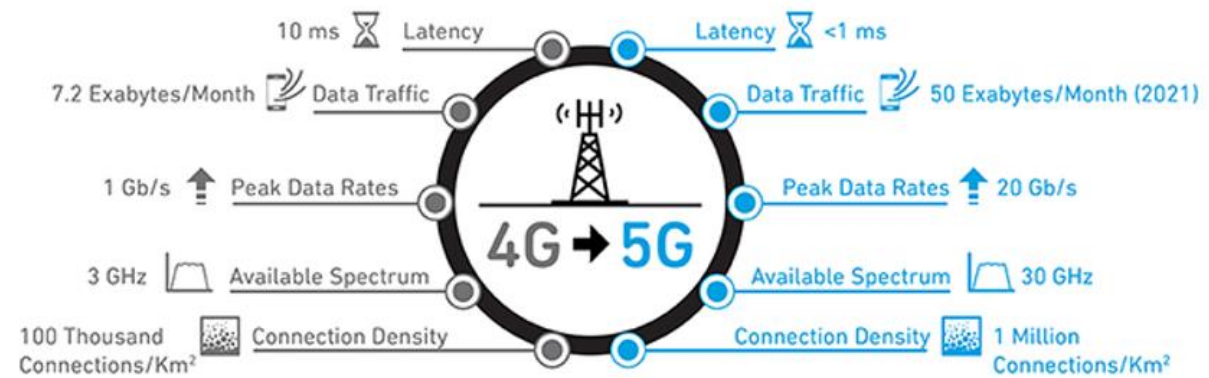 10 ms Latency
Latency <1 ms
7.2 Exabytes/Month Data Traffic
Data Traffic 50 Exabytes/Month (2021)
1 Gb/s Peak Data Rates
Peak Data Rates 20 Gb/s
4G 5G
3 GHz Available Spectrum
Available Spectrum 30 GHz
100 Thousand
Connections/Km²
Connection Density
Connection Density
1 Million
Connections/Km²